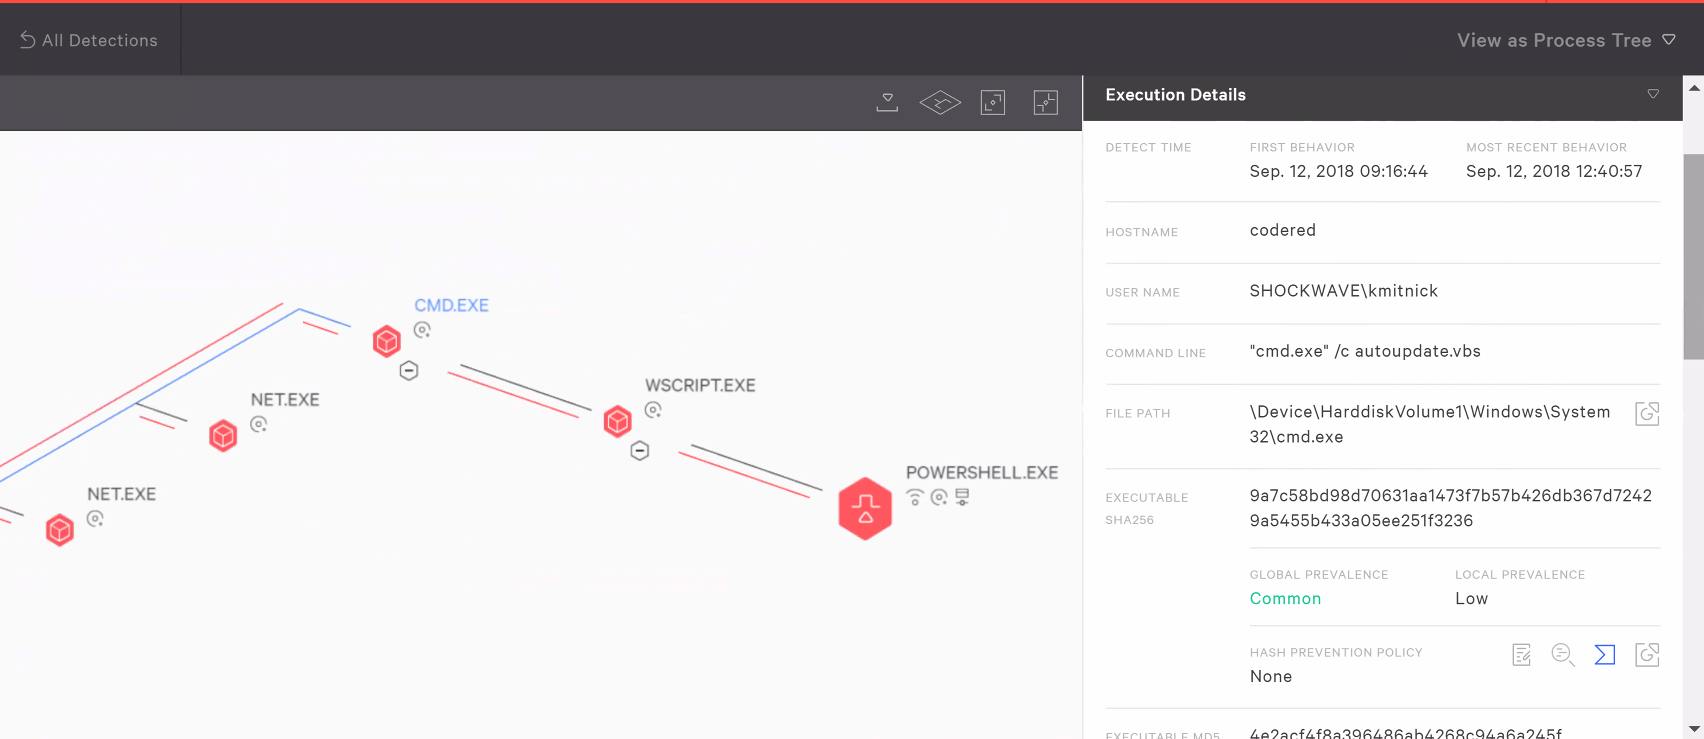 All Detections
View as Process Tree
Execution Details
DETECT TIME
FIRST BEHAVIOR
MOST RECENT BEHAVIOR
Sep. 12, 2018 09:16:44
Sep. 12, 2018 12:40:57
HOSTNAME
codered
USER NAME
SHOCKWAVE\kmitnick
COMMAND LINE
"cmd.exe" /c autoupdate.vbs
FILE PATH
\Device\HarddiskVolume1\Windows\System
32\cmd.exe
EXECUTABLE
SHA256
9a7c58bd98d70631aa1473f7b57b426db367d7242
9a5455b433a05ee251f3236
GLOBAL PREVALENCE
LOCAL PREVALENCE
Common
Low
HASH PREVENTION POLICY
None
EXECUTABLE MD5
4e2acf4f8a396486ab4268c94a6a245f
CMD.EXE
WSCRIPT.EXE
NET.EXE
POWERSHELL.EXE
NET.EXE